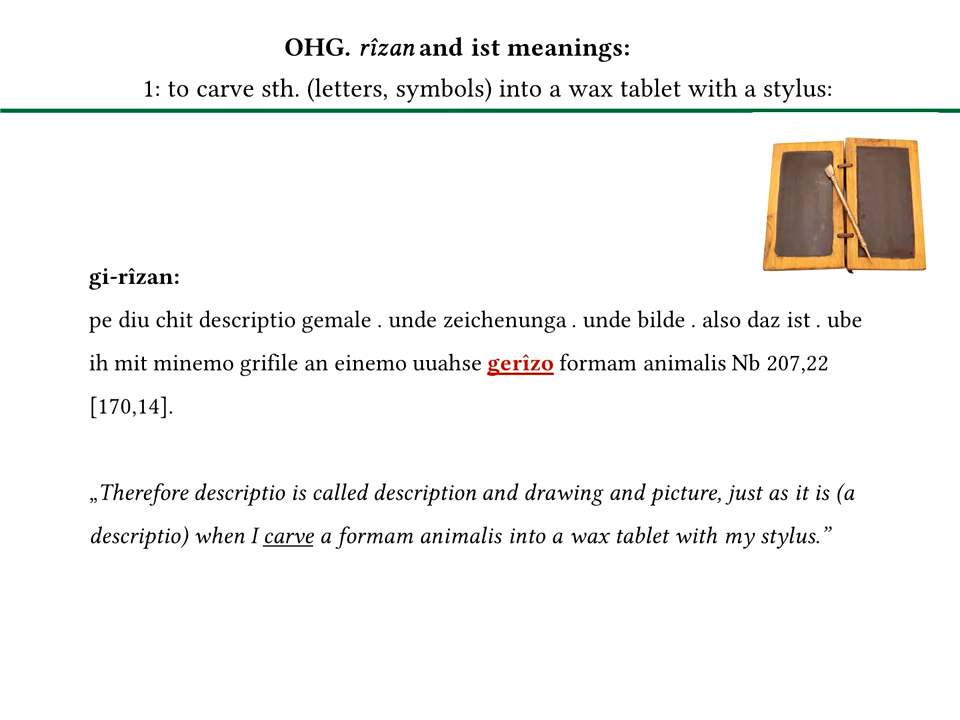 OHG. rîzan and ist meanings:
1: to carve sth. (letters, symbols) into a wax tablet with a stylus:
gi-rîzan:
pe diu chit descriptio gemale . unde zeichenunga . unde bilde . also daz ist . ube
ih mit minemo grifile an einemo uuahse gerîzo formam animalis Nb 207,22
[170,14].
„Therefore descriptio is called description and drawing and picture, just as it is (a
descriptio) when I carve a formam animalis into a wax tablet with my stylus.”